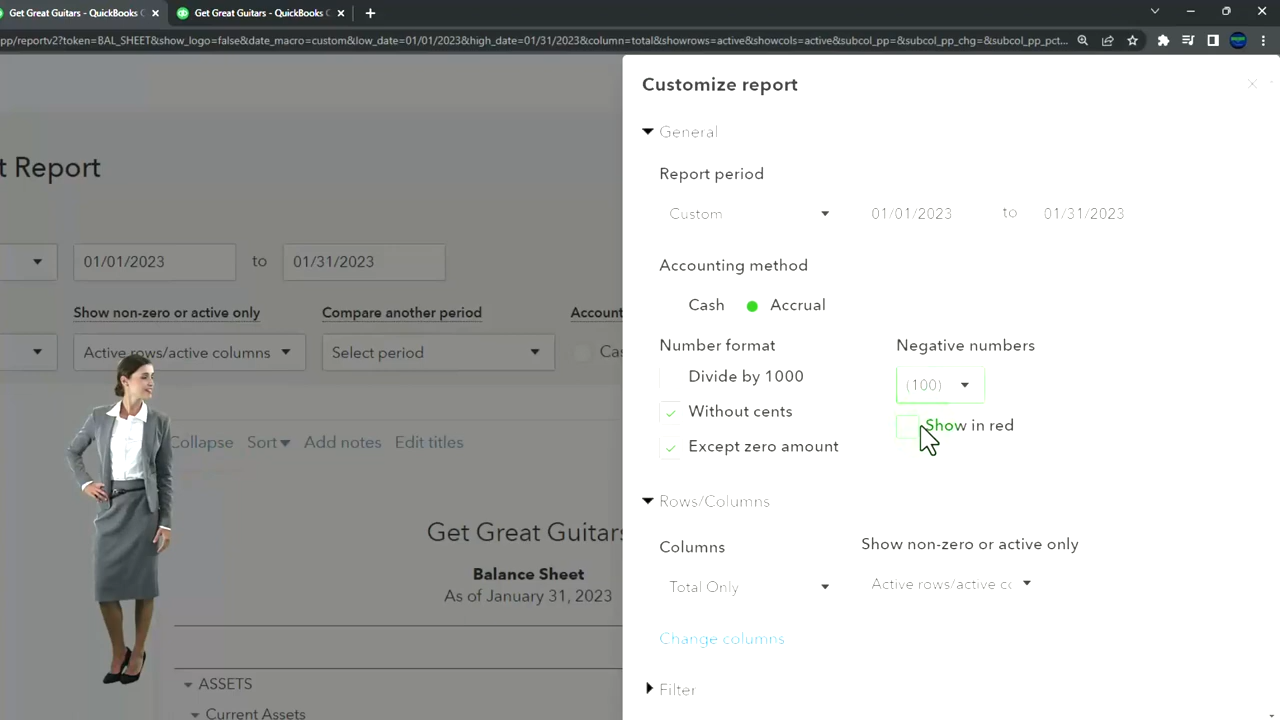 Get Great Guitars - QuickBooks C
Get Great Guitars - QuickBooks C
app/reportv2?token=BAL_SHEET&show_logo=false&date_macro=custom&low_date=01/01/2023&high_date=01/31/2023&column=total&showrows=active&showcols=active&subcol_pp=&subcol_pp_chg=&subcol_pp_pct...
t Report
01/01/2023 to 01/31/2023
Show non-zero or active only Compare another period Account
Active rows/active columns Select period Cas
Collapse Sort Add notes Edit titles
Get Great Guitars
Balance Sheet
As of January 31, 2023
ASSETS
Current Assets
Customize report
General
Report period
Custom 01/01/2023 to 01/31/2023
Accounting method
Cash Accrual
Number format Negative numbers
Divide by 1000 (100)
Without cents Show in red
Except zero amount
Rows/Columns
Columns Show non-zero or active only
Total Only Active rows/active co
Change columns
Filter